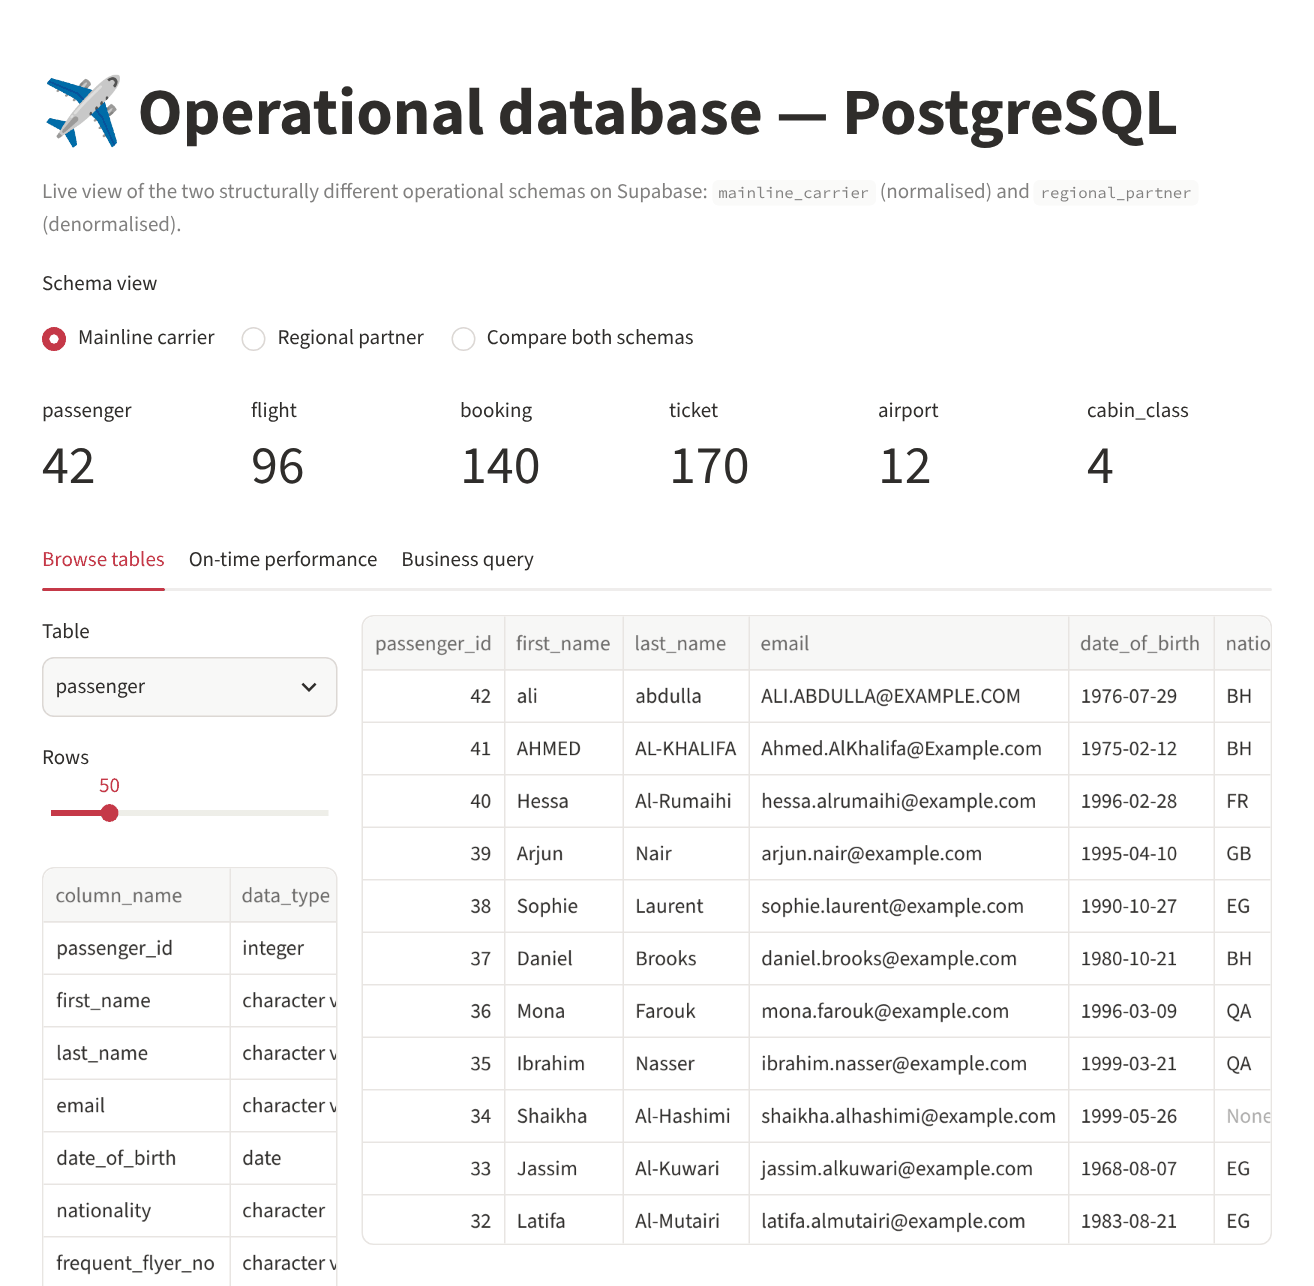 Operational database — PostgreSQL
Live view of the two structurally different operational schemas on Supabase: mainline_carrier (normalised) and regional_partner
(denormalised).
Schema view
Mainline carrier Regional partner Compare both schemas
passenger flight booking ticket airport cabin_class
42 96 140 170 12 4
Browse tables On-time performance Business query
Table
passenger
Rows
50
column_name data_type
passenger_id integer
first_name character v
last_name character v
email character v
date_of_birth date
nationality character
frequent_flyer_no character v
passenger_id first_name last_name email date_of_birth natio
42 ali abdulla ALI.ABDULLA@EXAMPLE.COM 1976-07-29 BH
41 AHMED AL-KHALIFA Ahmed.AlKhalifa@Example.com 1975-02-12 BH
40 Hessa Al-Rumaihi hessa.alrumaihi@example.com 1996-02-28 FR
39 Arjun Nair arjun.nair@example.com 1995-04-10 GB
38 Sophie Laurent sophie.laurent@example.com 1990-10-27 EG
37 Daniel Brooks daniel.brooks@example.com 1980-10-21 BH
36 Mona Farouk mona.farouk@example.com 1996-03-09 QA
35 Ibrahim Nasser ibrahim.nasser@example.com 1999-03-21 QA
34 Shaikha Al-Hashimi shaikha.alhashimi@example.com 1999-05-26 None
33 Jassim Al-Kuwari jassim.alkuwari@example.com 1968-08-07 EG
32 Latifa Al-Mutairi latifa.almutairi@example.com 1983-08-21 EG